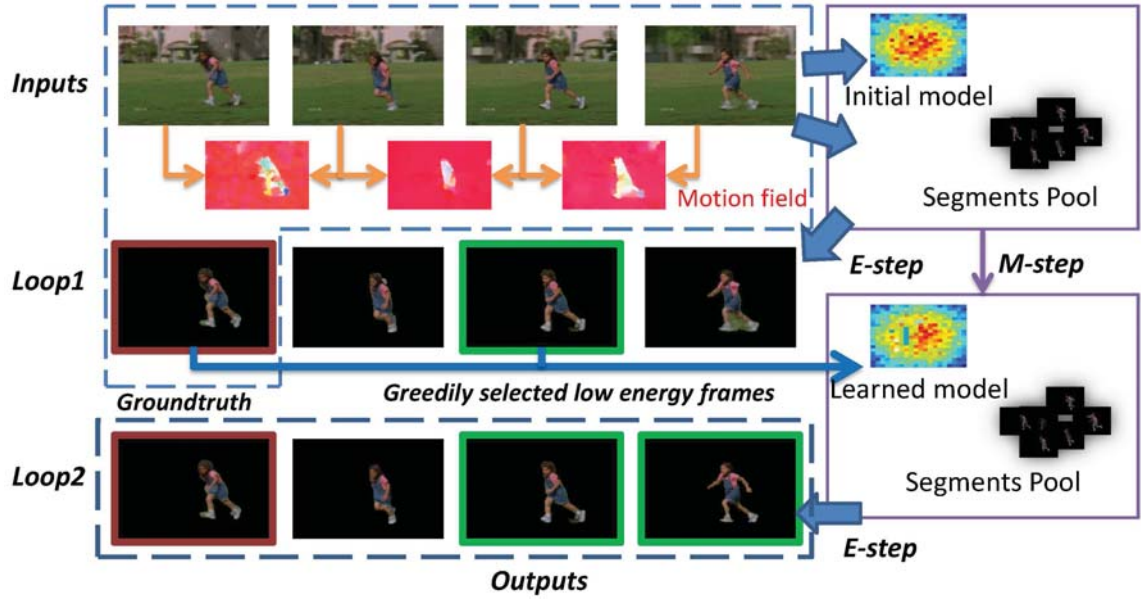 Inputs
Initial model
Segments Pool
Motion field
Loop1
E-step
M-step
Groundtruth
Greedily selected low energy frames
Learned model
Segments Pool
Loop2
E-step
Outputs